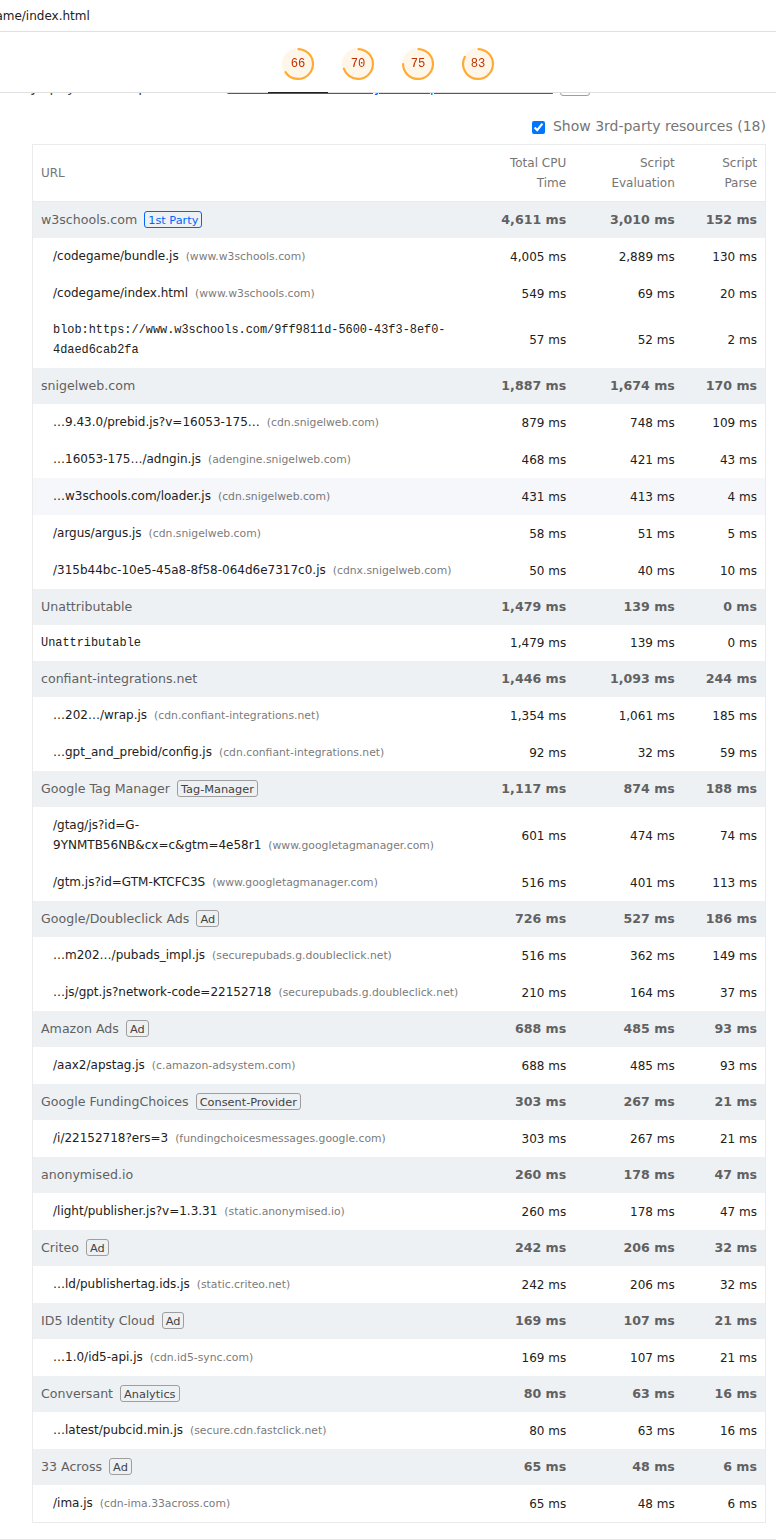 ame/index.html
66 70 75 83
Show 3rd-party resources (18)
URL Total CPU Time Script Evaluation Script Parse
w3schools.com 1st Party 4,611 ms 3,010 ms 152 ms
/codegame/bundle.js (www.w3schools.com) 4,005 ms 2,889 ms 130 ms
/codegame/index.html (www.w3schools.com) 549 ms 69 ms 20 ms
blob:https://www.w3schools.com/9ff9811d-5600-43f3-8ef0-
4daed6cab2fa 57 ms 52 ms 2 ms
snigelweb.com 1,887 ms 1,674 ms 170 ms
…9.43.0/prebid.js?v=16053-175… (cdn.snigelweb.com) 879 ms 748 ms 109 ms
…16053-175…/adngin.js (adengine.snigelweb.com) 468 ms 421 ms 43 ms
…w3schools.com/loader.js (cdn.snigelweb.com) 431 ms 413 ms 4 ms
/argus/argus.js (cdn.snigelweb.com) 58 ms 51 ms 5 ms
/315b44bc-10e5-45a8-8f58-064d6e7317c0.js (cdnx.snigelweb.com) 50 ms 40 ms 10 ms
Unattributable 1,479 ms 139 ms 0 ms
Unattributable 1,479 ms 139 ms 0 ms
confiant-integrations.net 1,446 ms 1,093 ms 244 ms
…202…/wrap.js (cdn.confiant-integrations.net) 1,354 ms 1,061 ms 185 ms
…gpt_and_prebid/config.js (cdn.confiant-integrations.net) 92 ms 32 ms 59 ms
Google Tag Manager Tag-Manager 1,117 ms 874 ms 188 ms
/gtag/js?id=G-
9YNMTB56NB&cx=c&gtm=4e58r1 (www.googletagmanager.com) 601 ms 474 ms 74 ms
/gtm.js?id=GTM-KTCFC3S (www.googletagmanager.com) 516 ms 401 ms 113 ms
Google/Doubleclick Ads Ad 726 ms 527 ms 186 ms
…m202…/pubads_impl.js (securepubads.g.doubleclick.net) 516 ms 362 ms 149 ms
…js/gpt.js?network-code=22152718 (securepubads.g.doubleclick.net) 210 ms 164 ms 37 ms
Amazon Ads Ad 688 ms 485 ms 93 ms
/aax2/apstag.js (c.amazon-adsystem.com) 688 ms 485 ms 93 ms
Google FundingChoices Consent-Provider 303 ms 267 ms 21 ms
/i/22152718?ers=3 (fundingchoicesmessages.google.com) 303 ms 267 ms 21 ms
anonymised.io 260 ms 178 ms 47 ms
/light/publisher.js?v=1.3.31 (static.anonymised.io) 260 ms 178 ms 47 ms
Criteo Ad 242 ms 206 ms 32 ms
…ld/publishertag.ids.js (static.criteo.net) 242 ms 206 ms 32 ms
ID5 Identity Cloud Ad 169 ms 107 ms 21 ms
…1.0/id5-api.js (cdn.id5-sync.com) 169 ms 107 ms 21 ms
Conversant Analytics 80 ms 63 ms 16 ms
…latest/pubcid.min.js (secure.cdn.fastclick.net) 80 ms 63 ms 16 ms
33 Across Ad 65 ms 48 ms 6 ms
/ima.js (cdn-ima.33across.com) 65 ms 48 ms 6 ms